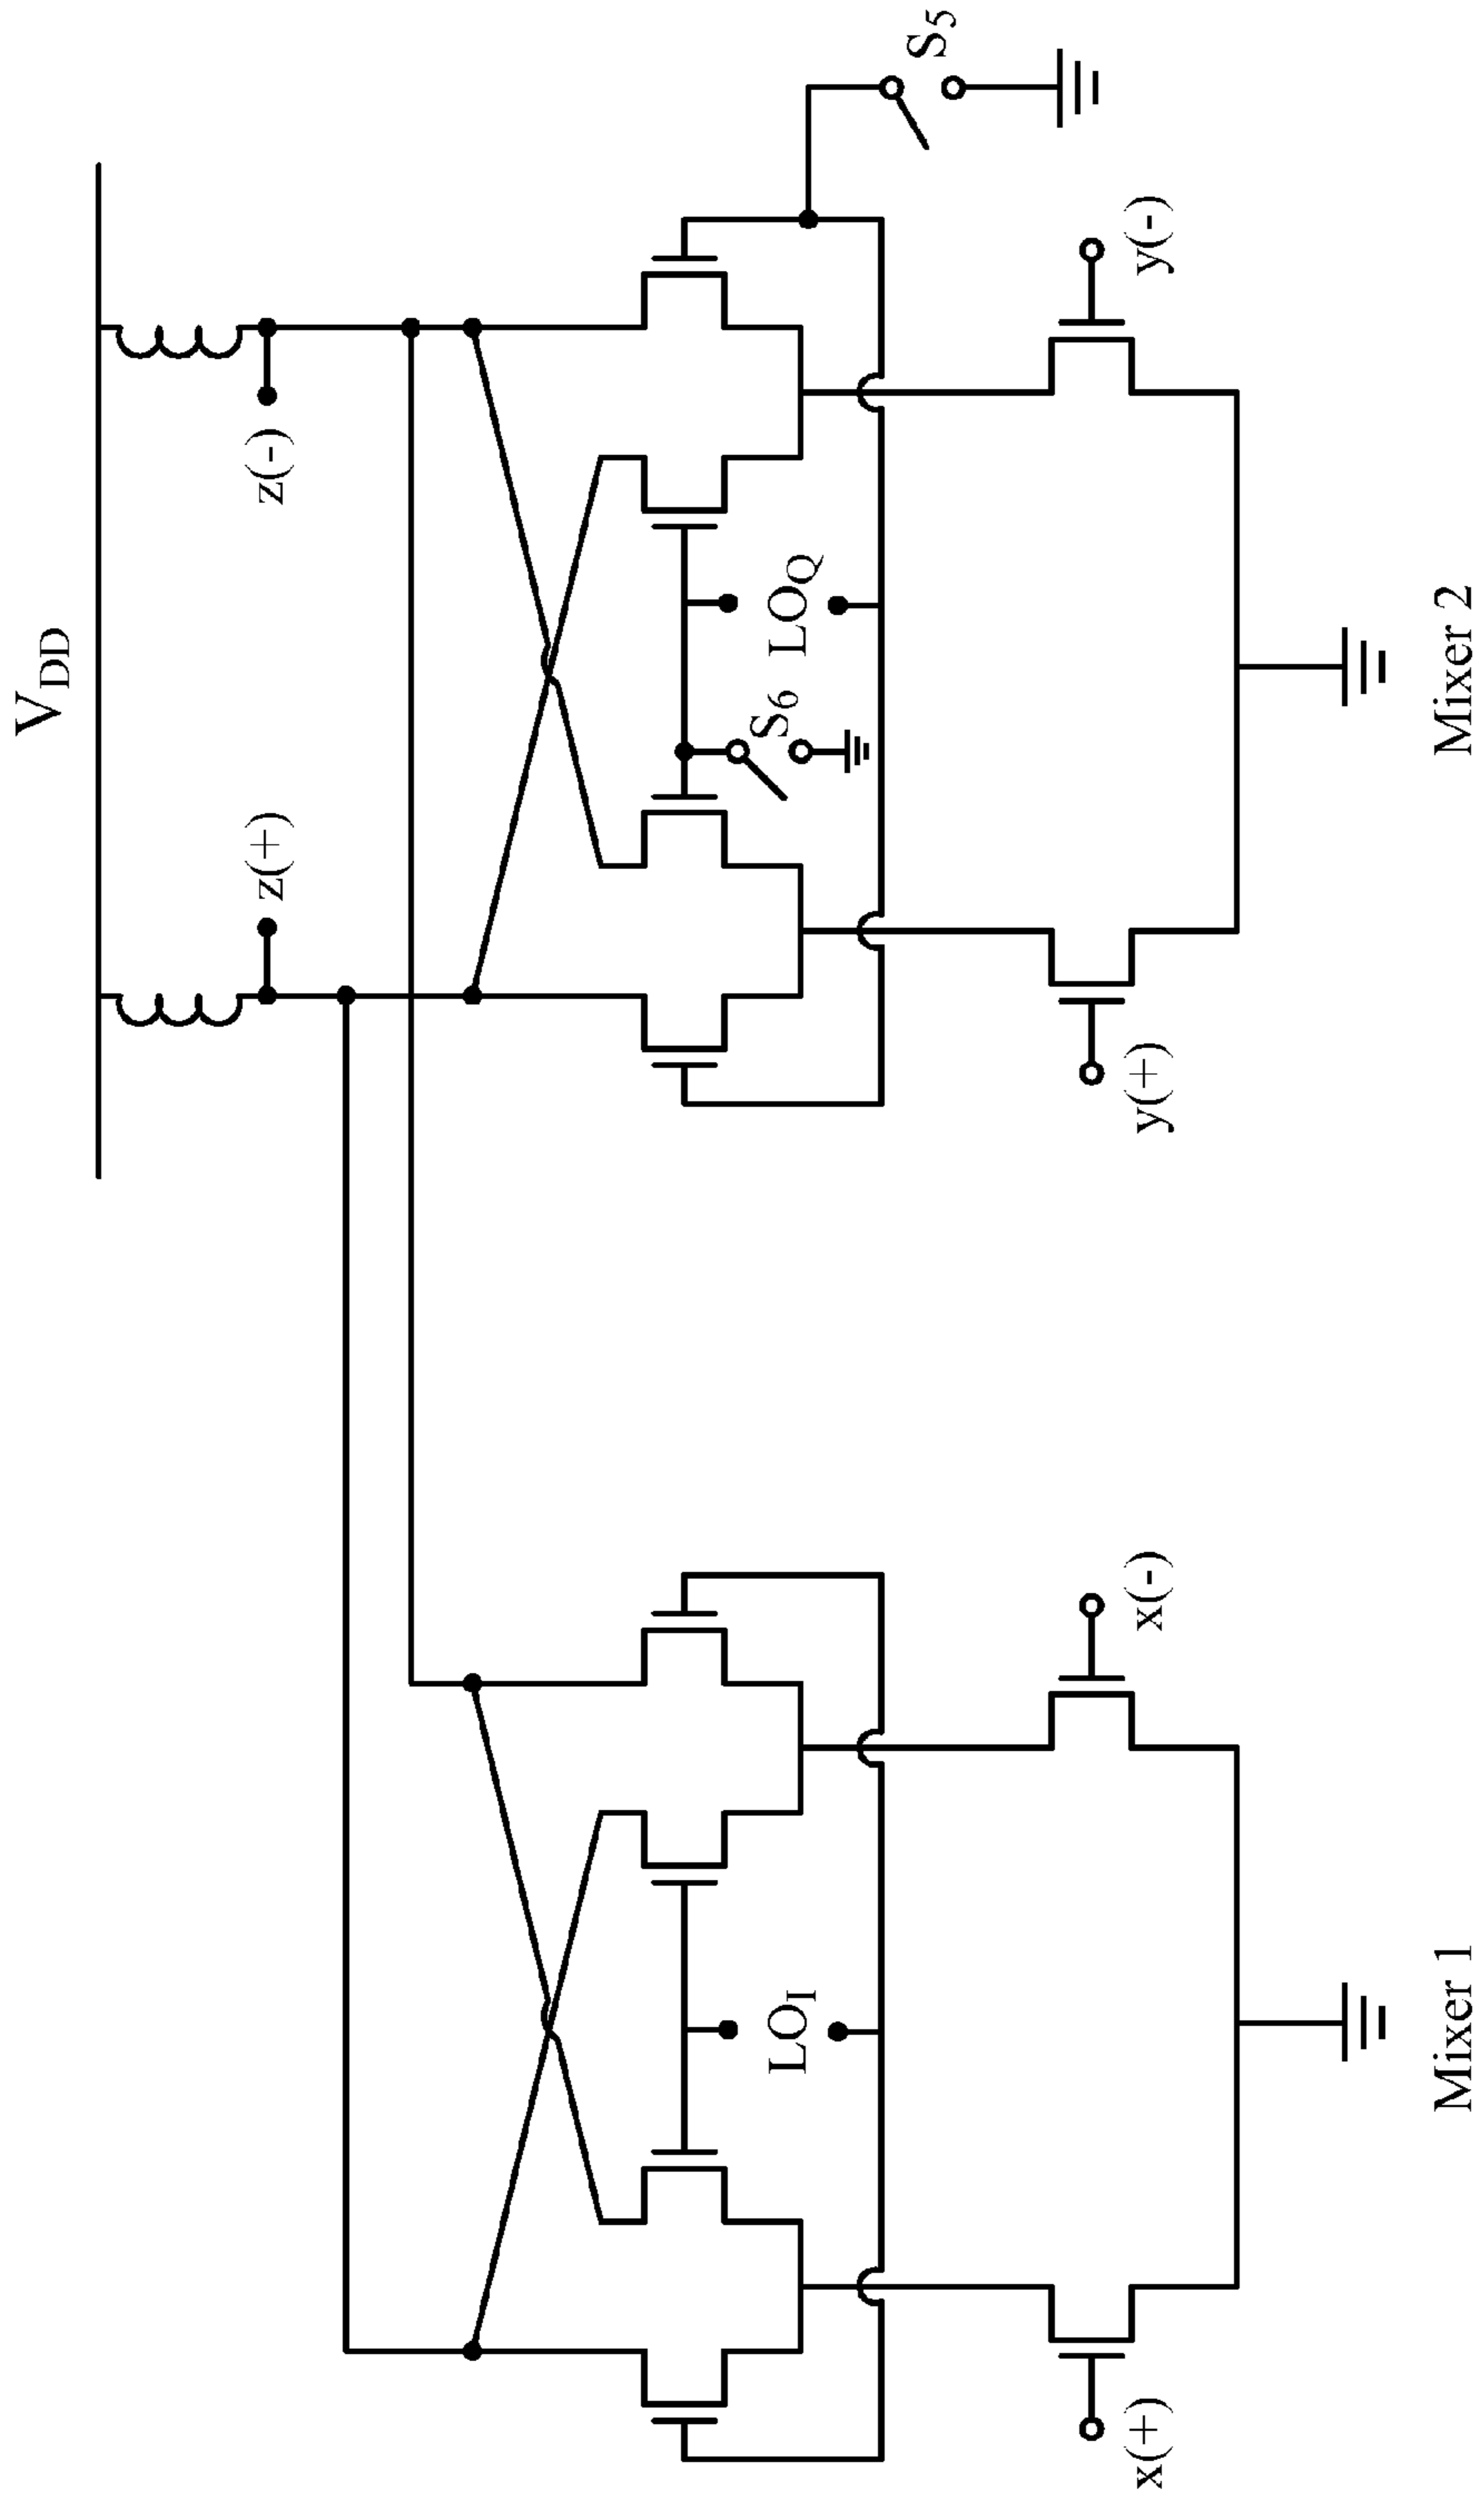 V_DD
z(+)
z(-)
LO_I
S_6
LO_Q
S_5
x(+)
x(-)
y(+)
y(-)
Mixer 1
Mixer 2